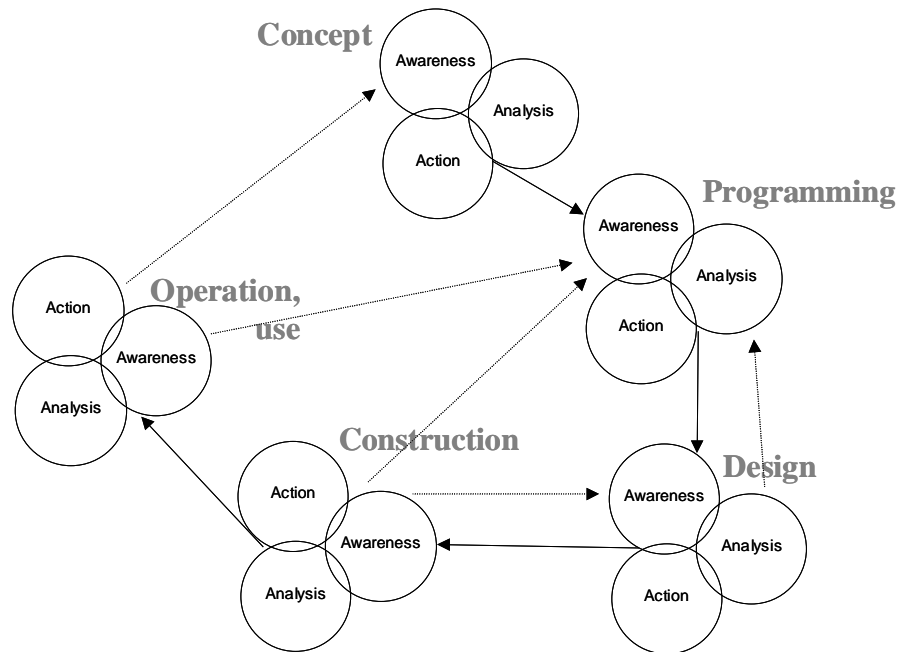 Concept
Awareness
Analysis
Action
Programming
Awareness
Analysis
Action
Operation,
use
Action
Awareness
Analysis
Construction
Action
Awareness
Analysis
Design
Awareness
Analysis
Action